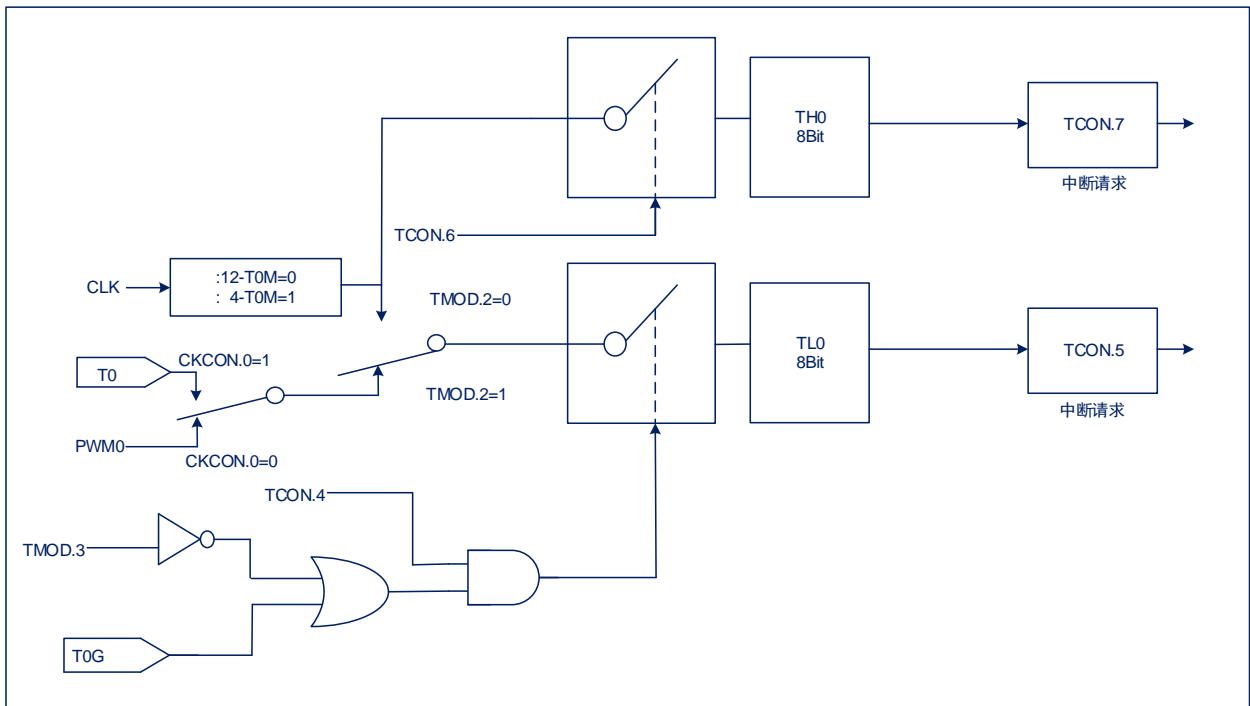 TH0
8Bit
TCON.7
中断请求
TCON.6
CLK
:12-T0M=0
: 4-T0M=1
TMOD.2=0
TL0
8Bit
TCON.5
中断请求
T0
CKCON.0=1
TMOD.2=1
PWM0
CKCON.0=0
TCON.4
TMOD.3
T0G